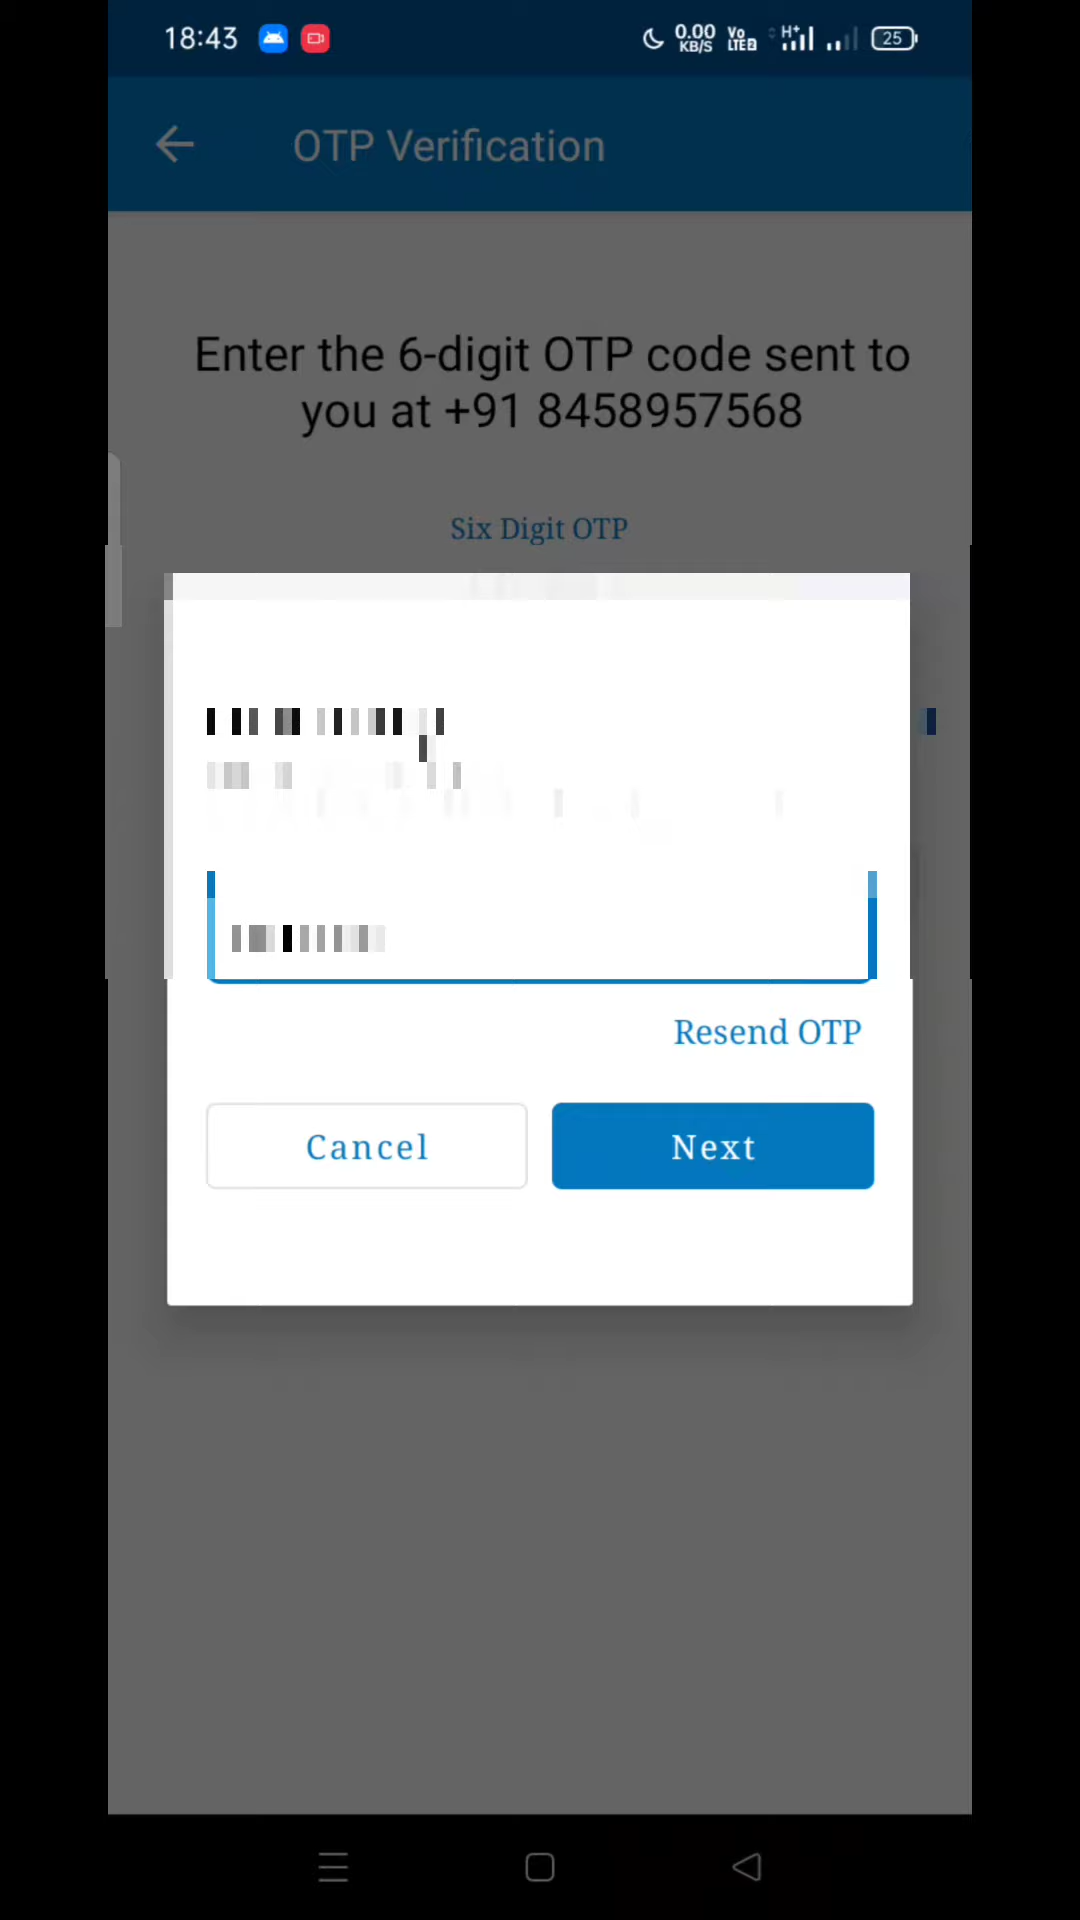 18:43
0.00 KB/S
Vo LTE 2
H+
25
OTP Verification
Enter the 6-digit OTP code sent to
you at +91 8458957568
Six Digit OTP
Resend OTP
Cancel
Next